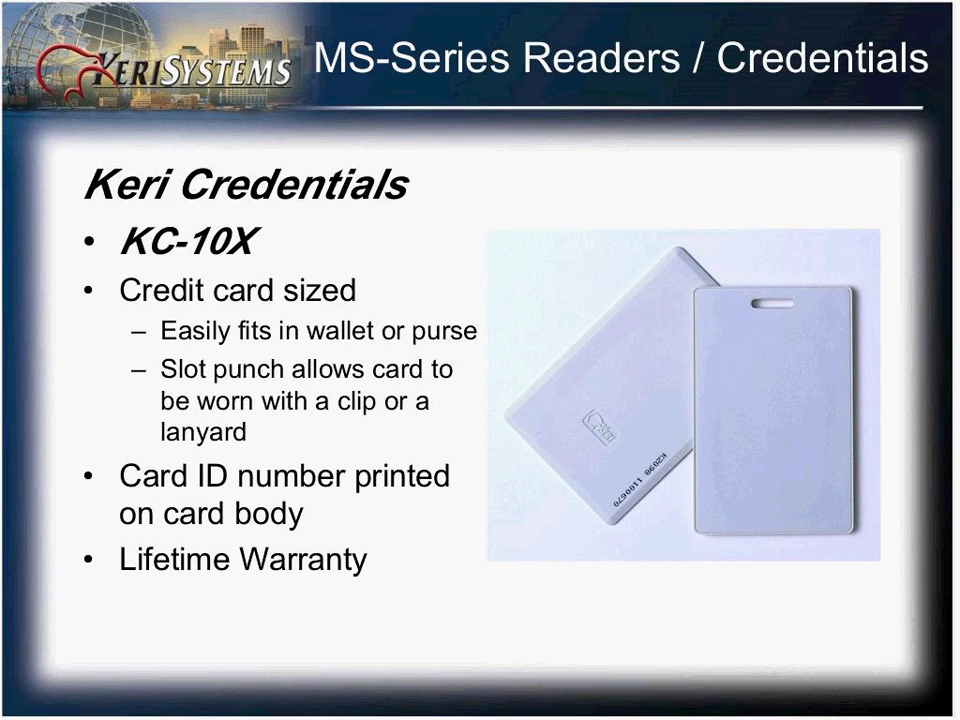 KERISYSTEMS
MS-Series Readers / Credentials
Keri Credentials
• KC-10X
• Credit card sized
– Easily fits in wallet or purse
– Slot punch allows card to
be worn with a clip or a
lanyard
• Card ID number printed
on card body
• Lifetime Warranty
K2090 1100670